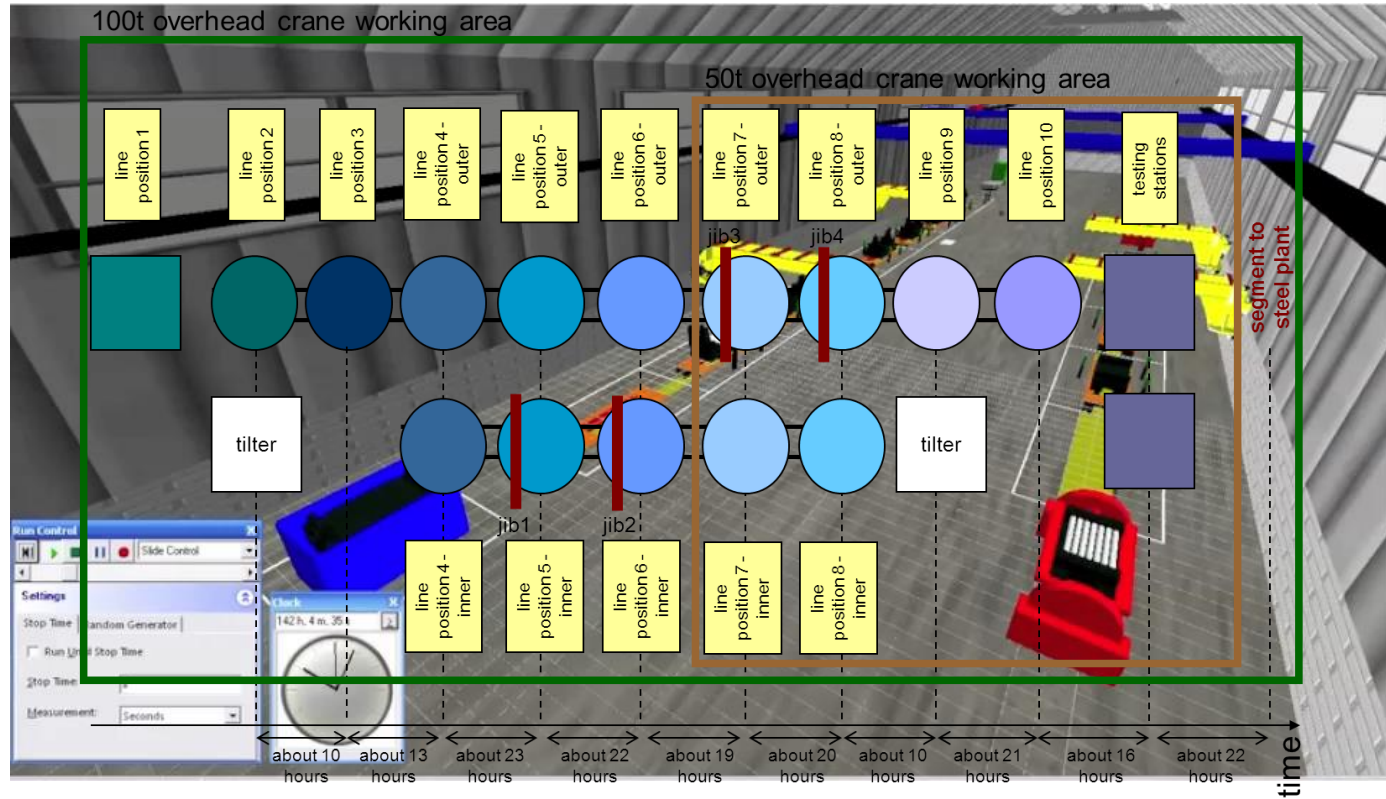 100t overhead crane working area
50t overhead crane working area
line
position 1
line
position 2
line
position 3
line
position 4 -
outer
line
position 5 -
outer
line
position 6 -
outer
line
position 7 -
outer
line
position 8 -
outer
line
position 9
line
position 10
testing
stations
jib3
jib4
segment to
steel plant
tilter
tilter
jib1
jib2
line
position 4 -
inner
line
position 5 -
inner
line
position 6 -
inner
line
position 7 -
inner
line
position 8 -
inner
Run Control
Slide Control
Settings
Stop Time
Random Generator
Run Until Stop Time
Stop Time:
Measurement:
Seconds
Clock
142 h, 4 m, 35
about 10
hours
about 13
hours
about 23
hours
about 22
hours
about 19
hours
about 20
hours
about 10
hours
about 21
hours
about 16
hours
about 22
hours
time